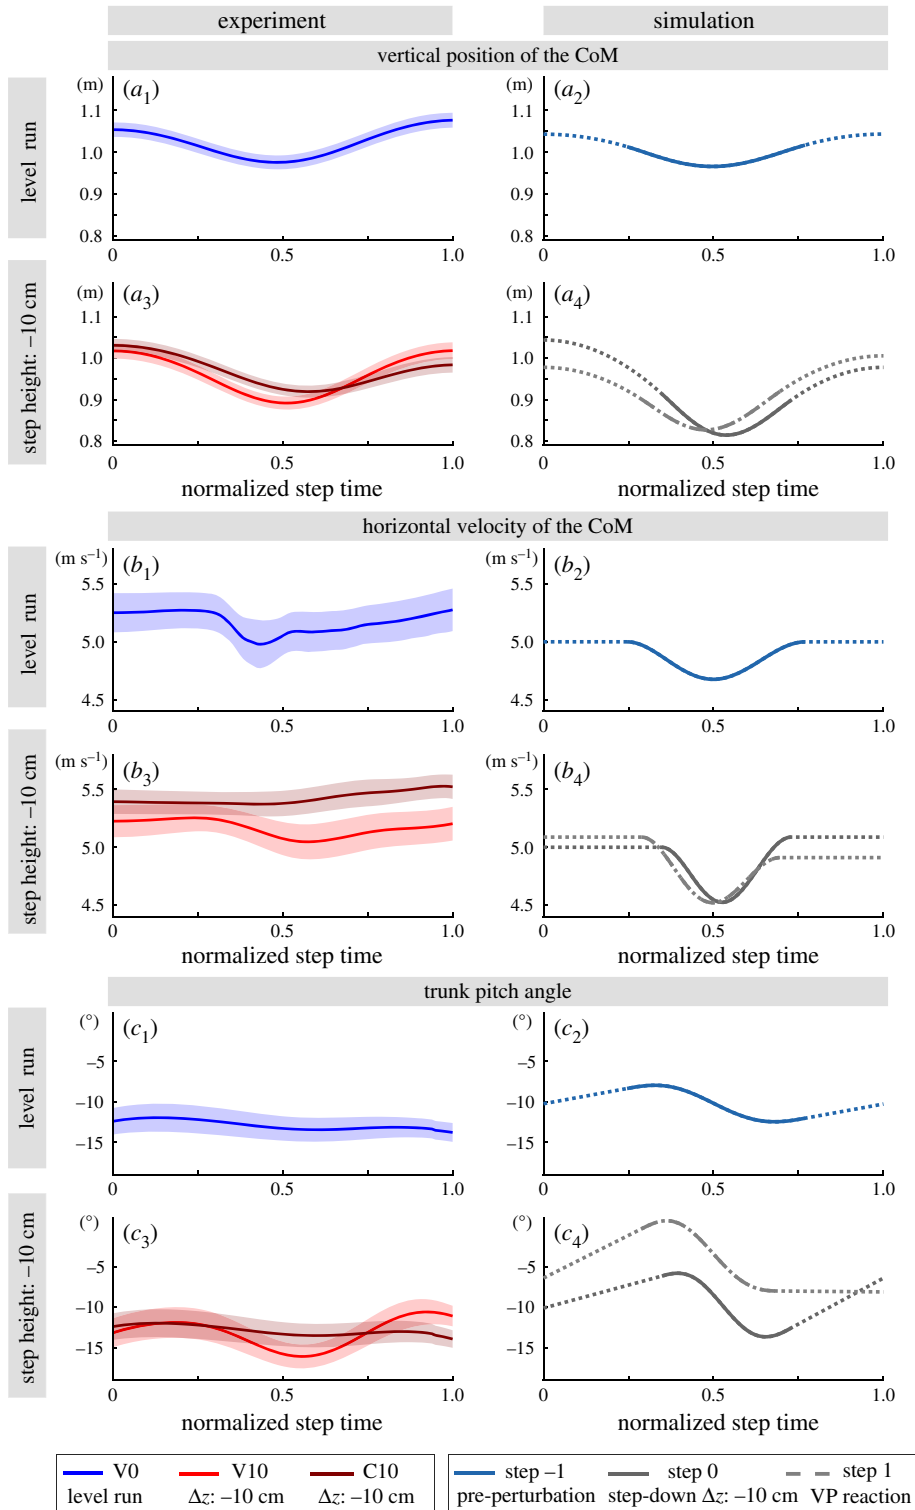 experiment simulation
vertical position of the CoM
level run
(m) (a1) (m) (a2)
1.1 1.1
1.0 1.0
0.9 0.9
0.8 0.8
0 0.5 1.0 0 0.5 1.0
step height: –10 cm
(m) (a3) (m) (a4)
1.1 1.1
1.0 1.0
0.9 0.9
0.8 0.8
0 0.5 1.0 0 0.5 1.0
normalized step time normalized step time
horizontal velocity of the CoM
level run
(m s–1) (b1) (m s–1) (b2)
5.5 5.5
5.0 5.0
4.5 4.5
0 0.5 1.0 0 0.5 1.0
step height: –10 cm
(m s–1) (b3) (m s–1) (b4)
5.5 5.5
5.0 5.0
4.5 4.5
0 0.5 1.0 0 0.5 1.0
normalized step time normalized step time
trunk pitch angle
level run
(°) (c1) (°) (c2)
–5 –5
–10 –10
–15 –15
0 0.5 1.0 0 0.5 1.0
step height: –10 cm
(°) (c3) (°) (c4)
–5 –5
–10 –10
–15 –15
0 0.5 1.0 0 0.5 1.0
normalized step time normalized step time
V0 V10 C10 step –1 step 0 step 1
level run Δz: –10 cm Δz: –10 cm pre-perturbation step-down Δz: –10 cm VP reaction